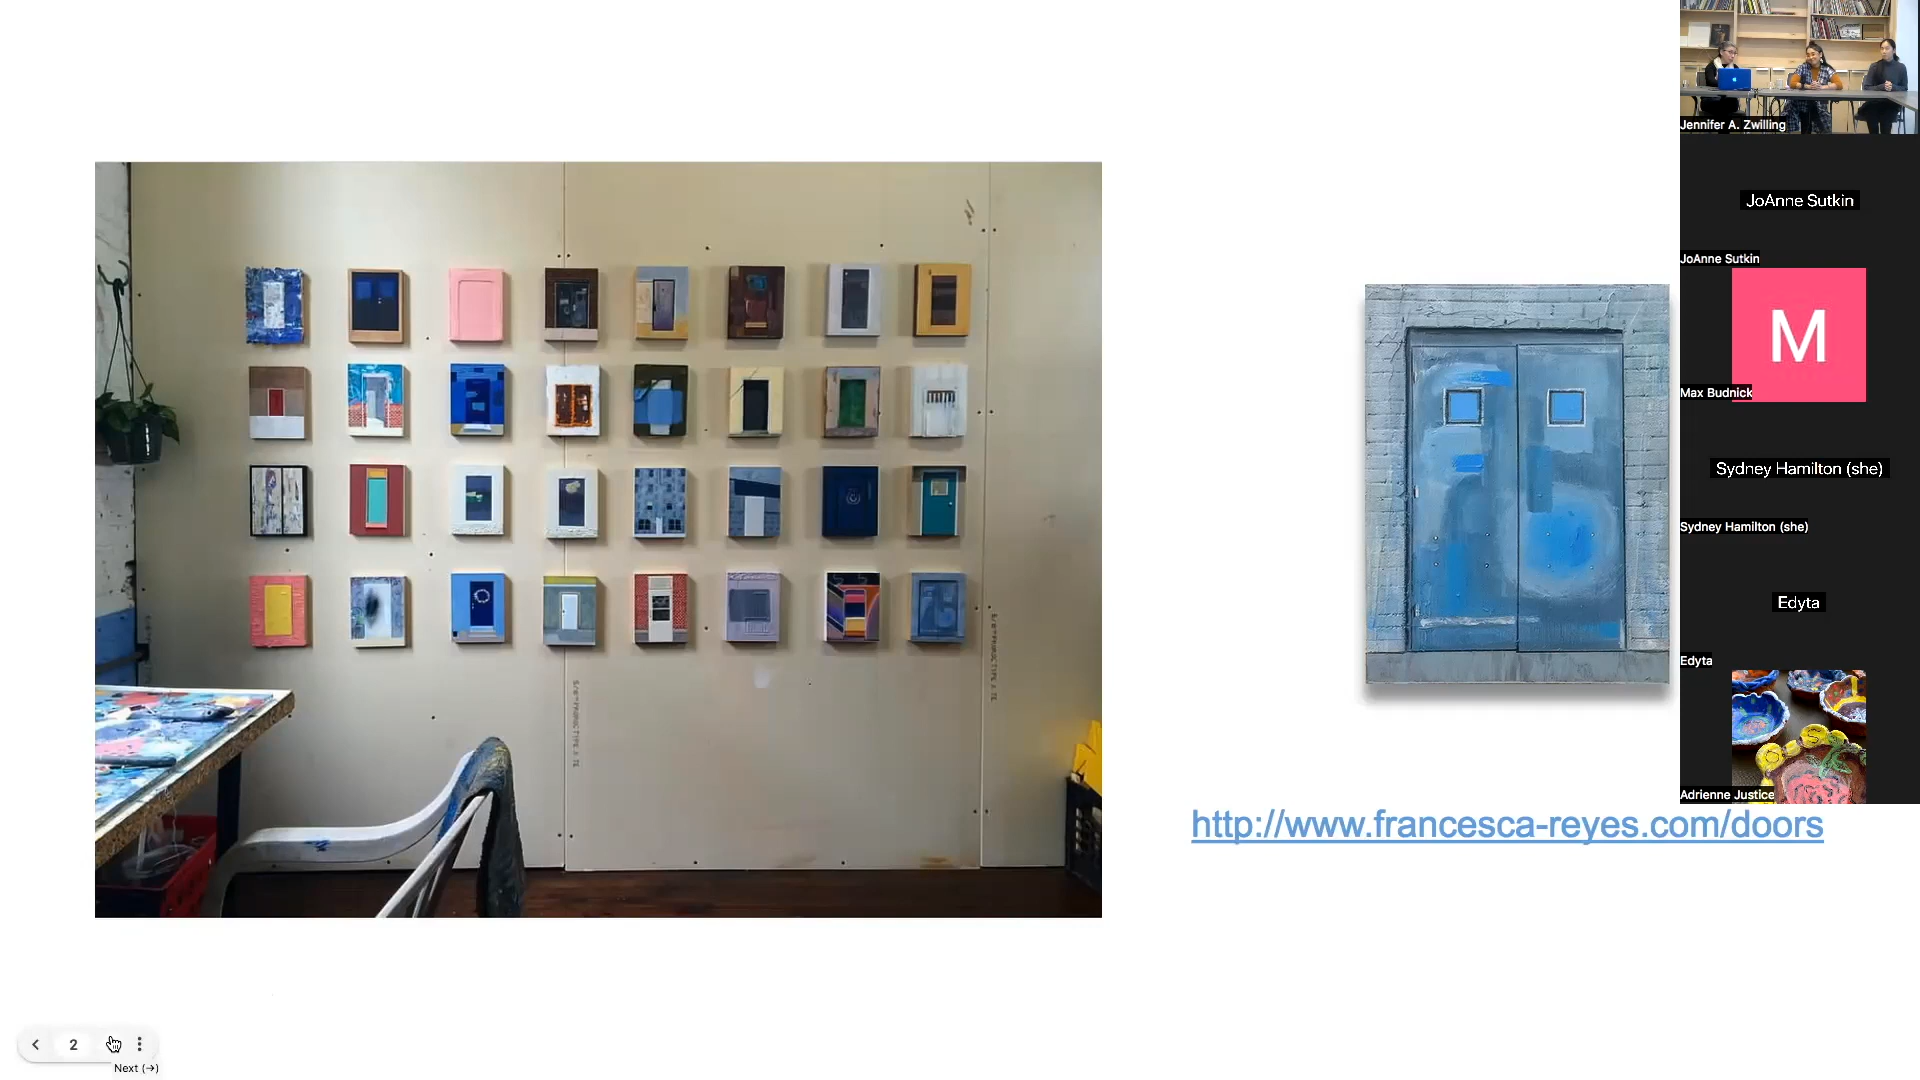 Jennifer A. Zwilling
JoAnne Sutkin
JoAnne Sutkin
M
Max Budnick
Sydney Hamilton (she)
Sydney Hamilton (she)
Edyta
Edyta
Adrienne Justice
http://www.francesca-reyes.com/doors
2
Next (→)